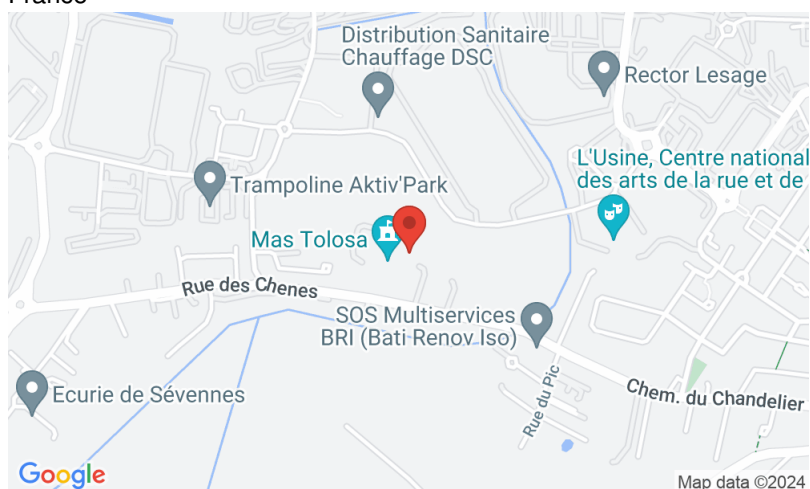 Distribution Sanitaire
Chauffage DSC
Rector Lesage
L'Usine, Centre national
des arts de la rue et de
Trampoline Aktiv'Park
Mas Tolosa
Rue des Chenes
SOS Multiservices
BRI (Bati Renov Iso)
Ecurie de Sévennes
Rue du Pic
Chem. du Chandelier
Google
Map data ©2024